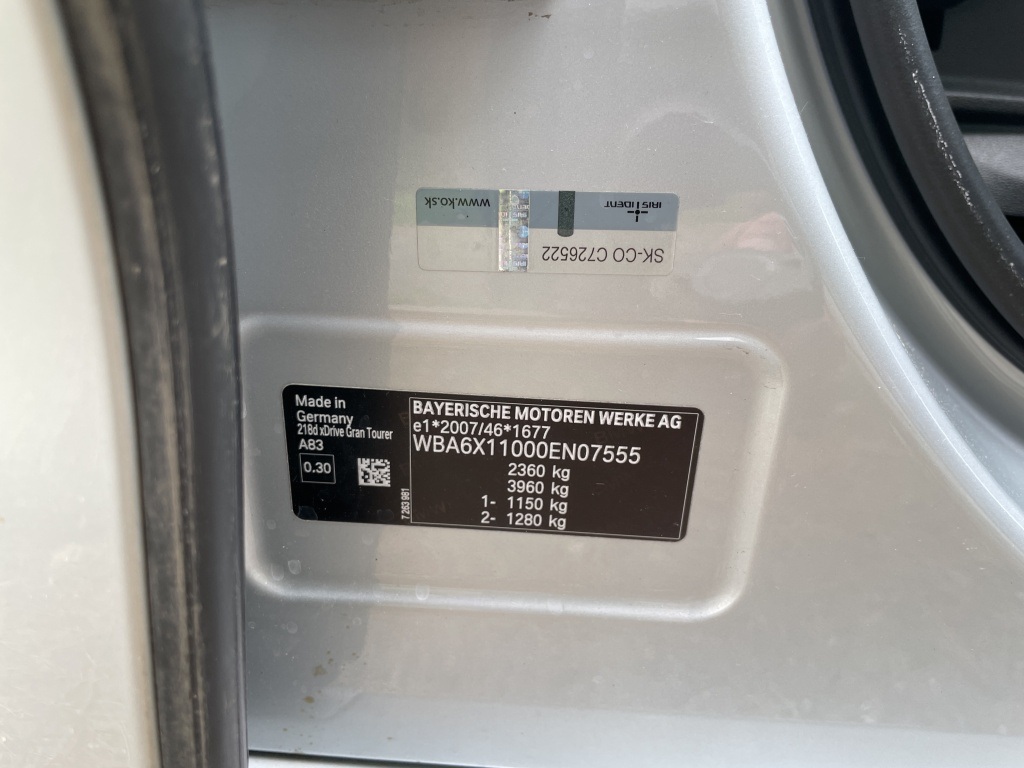 www.ko.sk
IRIS IDENT
SK-CO C726522
Made in
Germany
218d xDrive Gran Tourer
A83
0.30
7 263 981
BAYERISCHE MOTOREN WERKE AG
e1*2007/46*1677
WBA6X11000EN07555
2360 kg
3960 kg
1- 1150 kg
2- 1280 kg